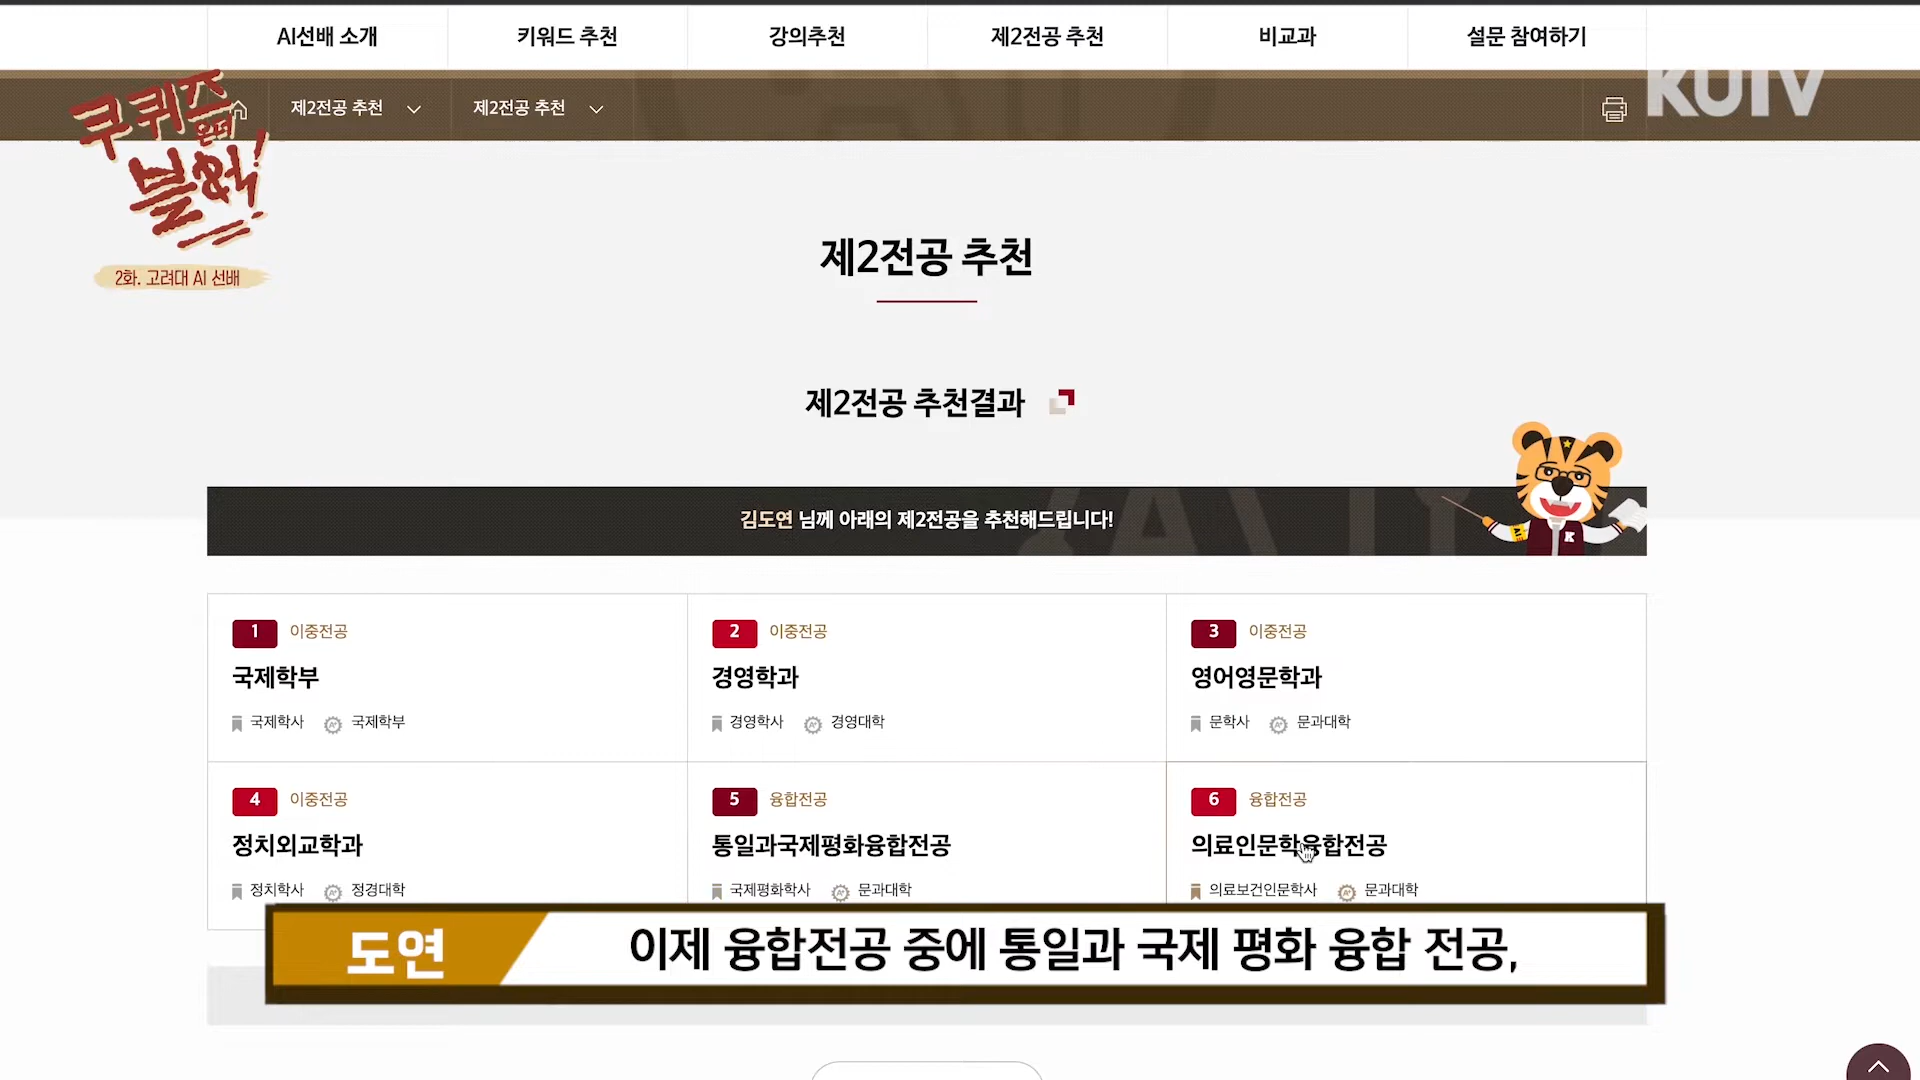 AI선배 소개
키워드 추천
강의추천
제2전공 추천
비교과
설문 참여하기
쿠퀴즈
온더
블럭!
2화. 고려대 AI 선배
제2전공 추천
제2전공 추천
KUTV
제2전공 추천
제2전공 추천결과
김도연 님께 아래의 제2전공을 추천해드립니다!
K
1 이중전공
국제학부
국제학사 국제학부
2 이중전공
경영학과
경영학사 경영대학
3 이중전공
영어영문학과
문학사 문과대학
4 이중전공
정치외교학과
정치학사 정경대학
5 융합전공
통일과국제평화융합전공
국제평화학사 문과대학
6 융합전공
의료인문학융합전공
의료보건인문학사 문과대학
도연
이제 융합전공 중에 통일과 국제 평화 융합 전공,